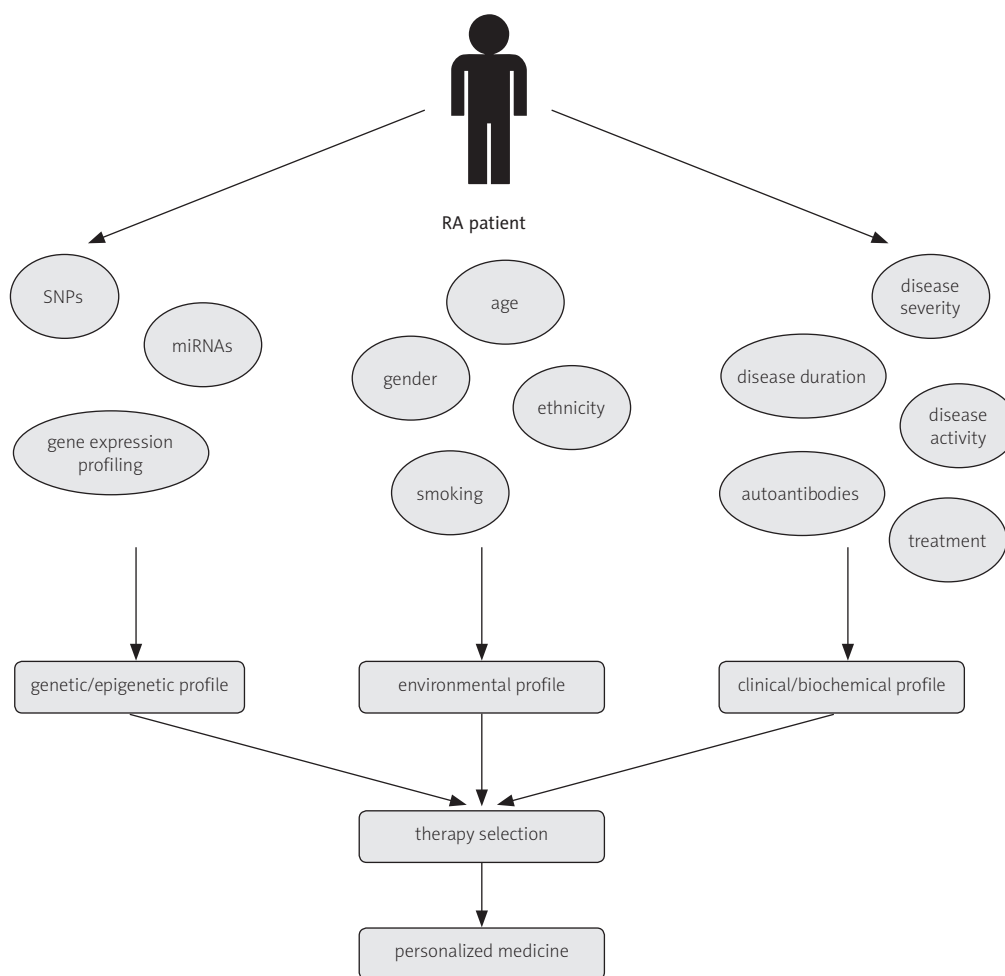 RA patient
SNPs
miRNAs
gene expression
profiling
age
gender
ethnicity
smoking
disease
severity
disease duration
disease
activity
autoantibodies
treatment
genetic/epigenetic profile
environmental profile
clinical/biochemical profile
therapy selection
personalized medicine